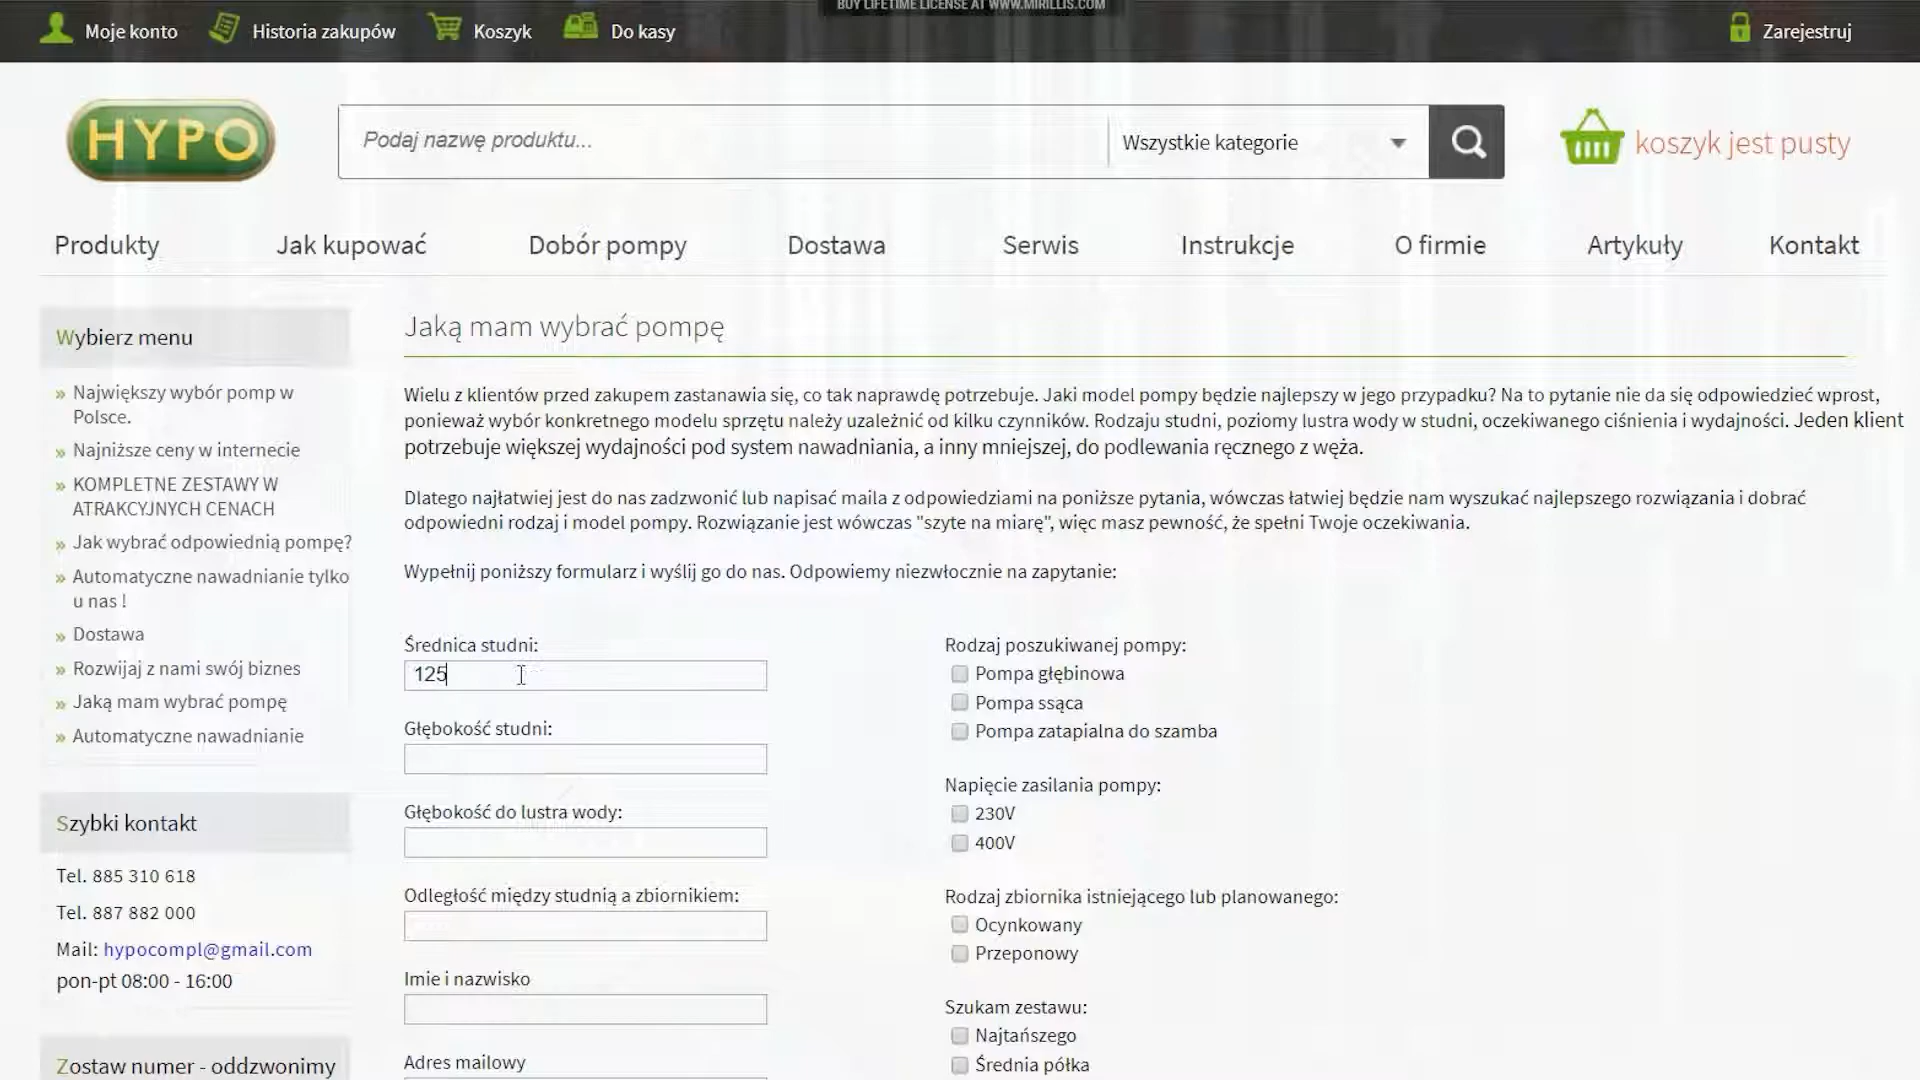 BUY LIFETIME LICENSE AT WWW.MIRILLIS.COM
Moje konto
Historia zakupów
Koszyk
Do kasy
Zarejestruj
HYPO
Podaj nazwę produktu...
Wszystkie kategorie
koszyk jest pusty
Produkty
Jak kupować
Dobór pompy
Dostawa
Serwis
Instrukcje
O firmie
Artykuły
Kontakt
Wybierz menu
» Największy wybór pomp w
Polsce.
» Najniższe ceny w internecie
» KOMPLETNE ZESTAWY W
ATRAKCYJNYCH CENACH
» Jak wybrać odpowiednią pompę?
» Automatyczne nawadnianie tylko
u nas !
» Dostawa
» Rozwijaj z nami swój biznes
» Jaką mam wybrać pompę
» Automatyczne nawadnianie
Szybki kontakt
Tel. 885 310 618
Tel. 887 882 000
Mail: hypocompl@gmail.com
pon-pt 08:00 - 16:00
Zostaw numer - oddzwonimy
Jaką mam wybrać pompę
Wielu z klientów przed zakupem zastanawia się, co tak naprawdę potrzebuje. Jaki model pompy będzie najlepszy w jego przypadku? Na to pytanie nie da się odpowiedzieć wprost,
ponieważ wybór konkretnego modelu sprzętu należy uzależnić od kilku czynników. Rodzaju studni, poziomy lustra wody w studni, oczekiwanego ciśnienia i wydajności. Jeden klient
potrzebuje większej wydajności pod system nawadniania, a inny mniejszej, do podlewania ręcznego z węża.
Dlatego najłatwiej jest do nas zadzwonić lub napisać maila z odpowiedziami na poniższe pytania, wówczas łatwiej będzie nam wyszukać najlepszego rozwiązania i dobrać
odpowiedni rodzaj i model pompy. Rozwiązanie jest wówczas "szyte na miarę", więc masz pewność, że spełni Twoje oczekiwania.
Wypełnij poniższy formularz i wyślij go do nas. Odpowiemy niezwłocznie na zapytanie:
Średnica studni:
125
Głębokość studni:
Głębokość do lustra wody:
Odległość między studnią a zbiornikiem:
Imie i nazwisko
Adres mailowy
Rodzaj poszukiwanej pompy:
Pompa głębinowa
Pompa ssąca
Pompa zatapialna do szamba
Napięcie zasilania pompy:
230V
400V
Rodzaj zbiornika istniejącego lub planowanego:
Ocynkowany
Przeponowy
Szukam zestawu:
Najtańszego
Średnia półka